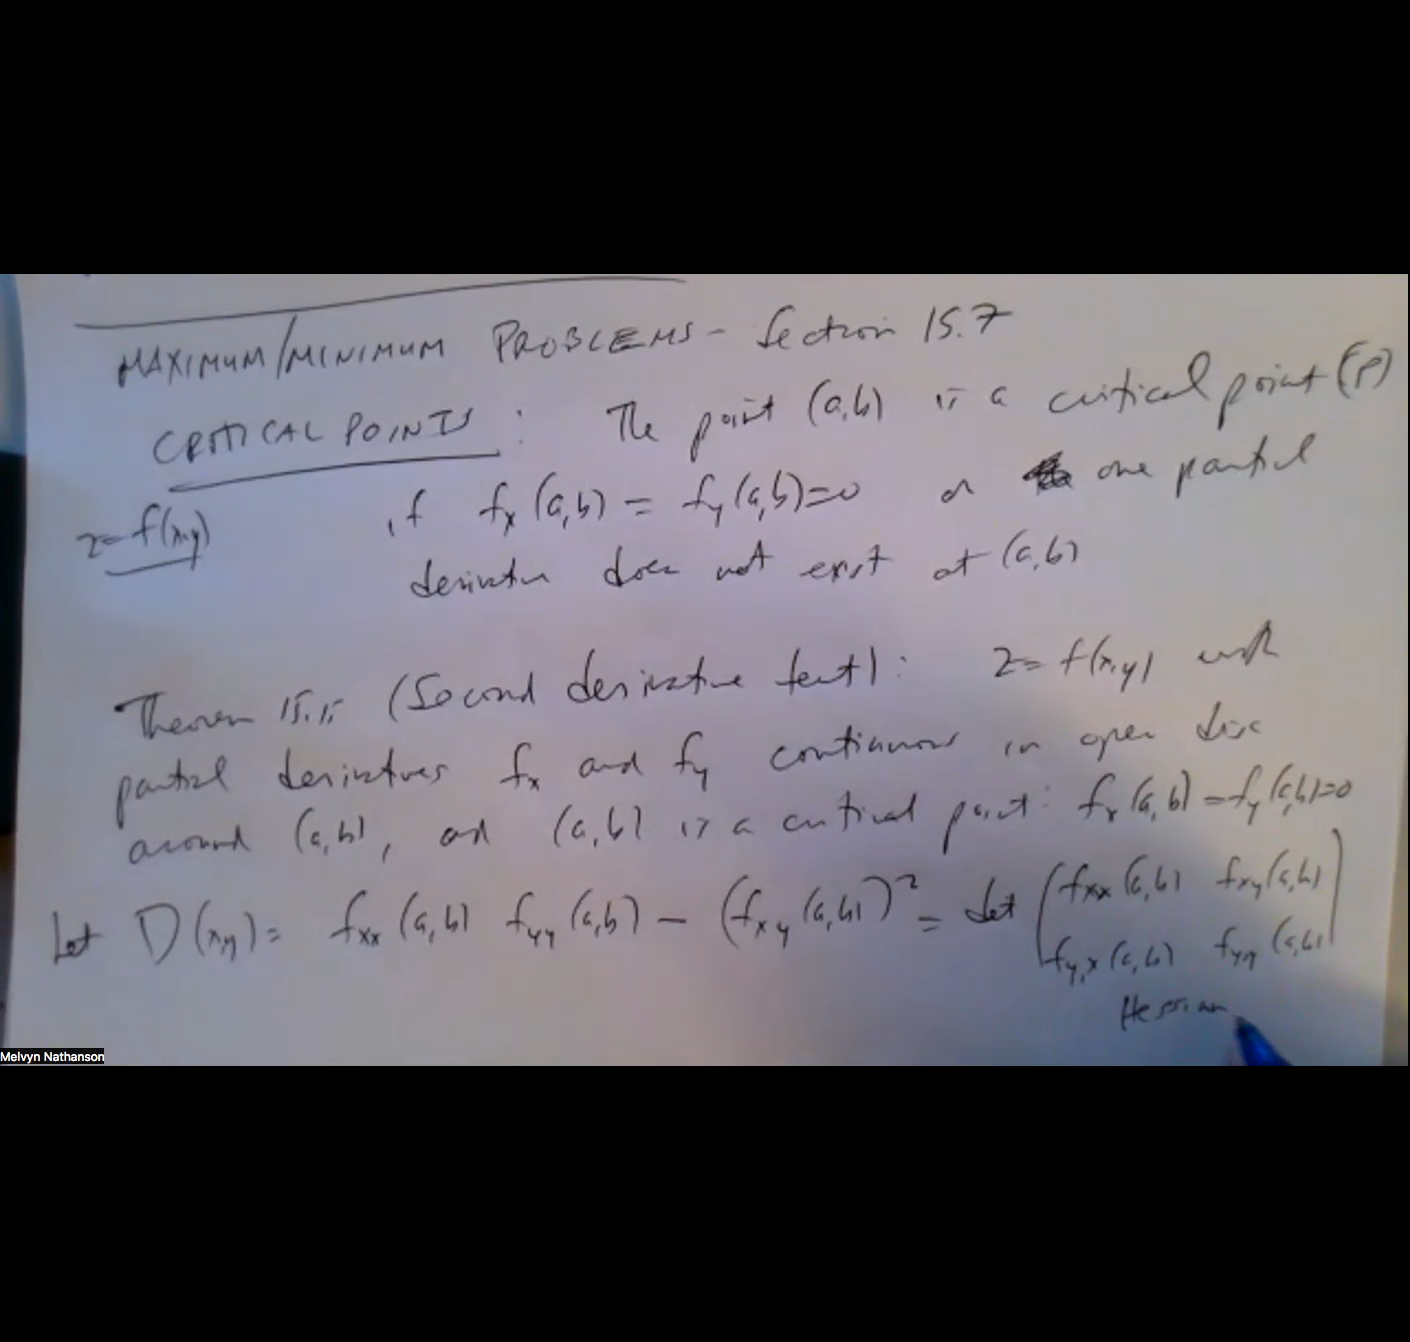 MAXIMUM/MINIMUM PROBLEMS - Section 15.7
CRITICAL POINTS : The point (a,b) is a critical point (P)
z=f(x,y) if fx (a,b) = fy (a,b)=0 or one partial
derivative does not exist at (a,b)
Theorem 15.15 (Second derivative test): z=f(x,y) with
partial derivatives fx and fy continuous in open disc
around (a,b), and (a,b) is a critical point: fx (a,b) = fy (a,b)=0
Let D(x,y)= fxx (a,b) fyy (a,b) - (fxy (a,b))² = det (fxx (a,b) fxy (a,b)
fy,x (a,b) fyy (a,b))
Hessian
Melvyn Nathanson